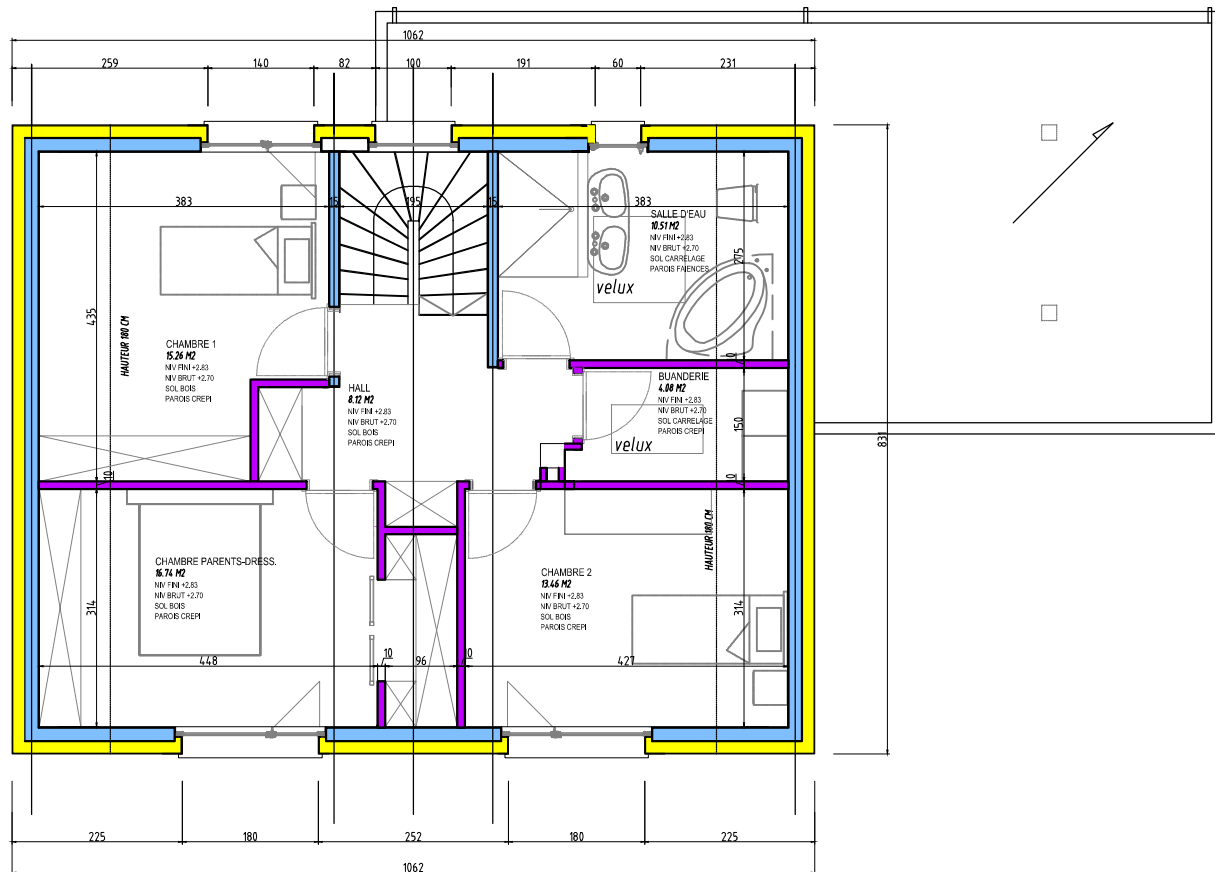 1062
259
140
82
100
191
60
231
383
15
195
15
383
SALLE D'EAU
10.51 M2
NIV FINI +2.83
NIV BRUT +2.70
SOL CARRELAGE
PAROIS FAIENCES
275
velux
435
HAUTEUR 180 CM
CHAMBRE 1
15.26 M2
NIV FINI +2.83
NIV BRUT +2.70
SOL BOIS
PAROIS CREPI
HALL
8.12 M2
NIV FINI +2.83
NIV BRUT +2.70
SOL BOIS
PAROIS CREPI
10
BUANDERIE
4.08 M2
NIV FINI +2.83
NIV BRUT +2.70
SOL CARRELAGE
PAROIS CREPI
150
velux
831
10
10
CHAMBRE PARENTS-DRESS.
16.74 M2
NIV FINI +2.83
NIV BRUT +2.70
SOL BOIS
PAROIS CREPI
314
HAUTEUR 180 CM
CHAMBRE 2
13.46 M2
NIV FINI +2.83
NIV BRUT +2.70
SOL BOIS
PAROIS CREPI
314
448
10
96
10
427
225
180
252
180
225
1062